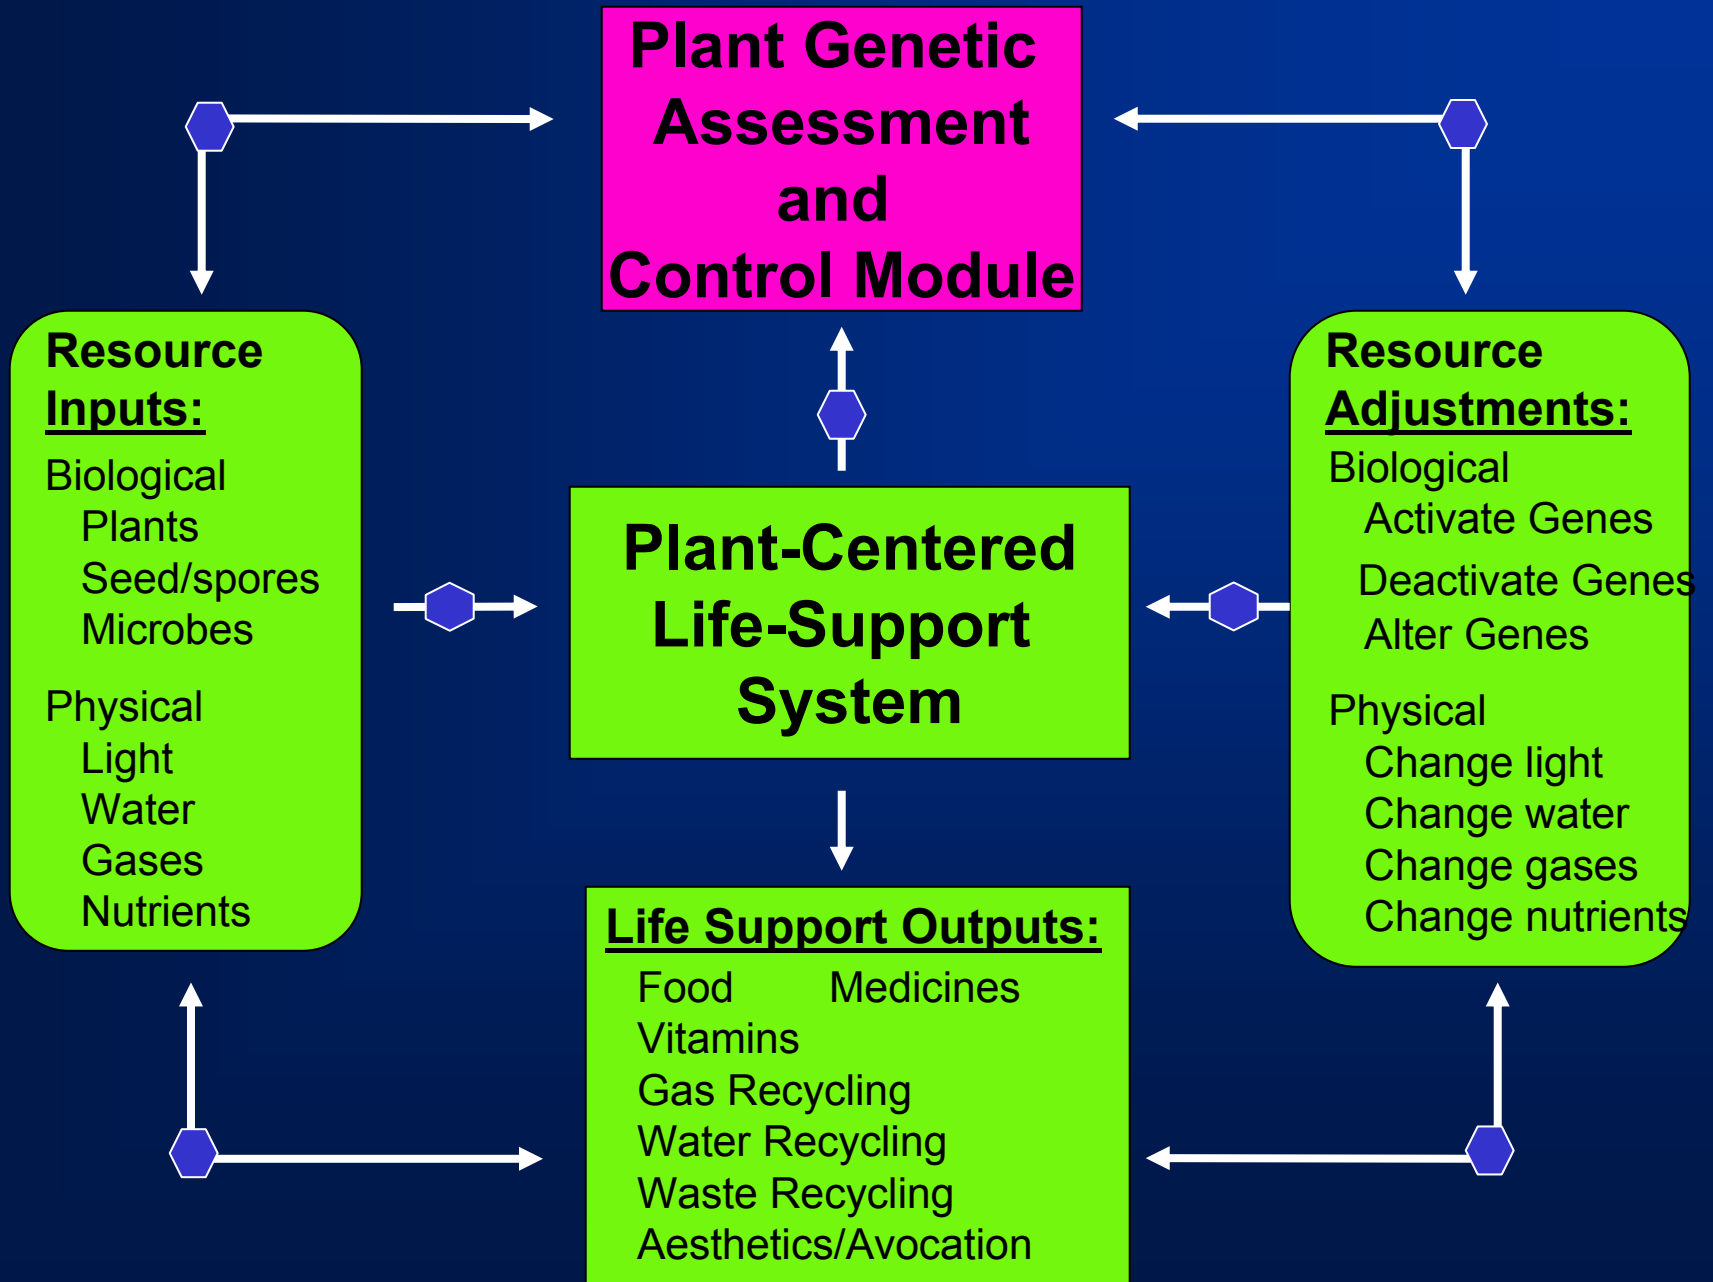 Plant Genetic
Assessment
and
Control Module
Resource
Inputs:
Biological
Plants
Seed/spores
Microbes
Physical
Light
Water
Gases
Nutrients
Plant-Centered
Life-Support
System
Resource
Adjustments:
Biological
Activate Genes
Deactivate Genes
Alter Genes
Physical
Change light
Change water
Change gases
Change nutrients
Life Support Outputs:
Food Medicines
Vitamins
Gas Recycling
Water Recycling
Waste Recycling
Aesthetics/Avocation